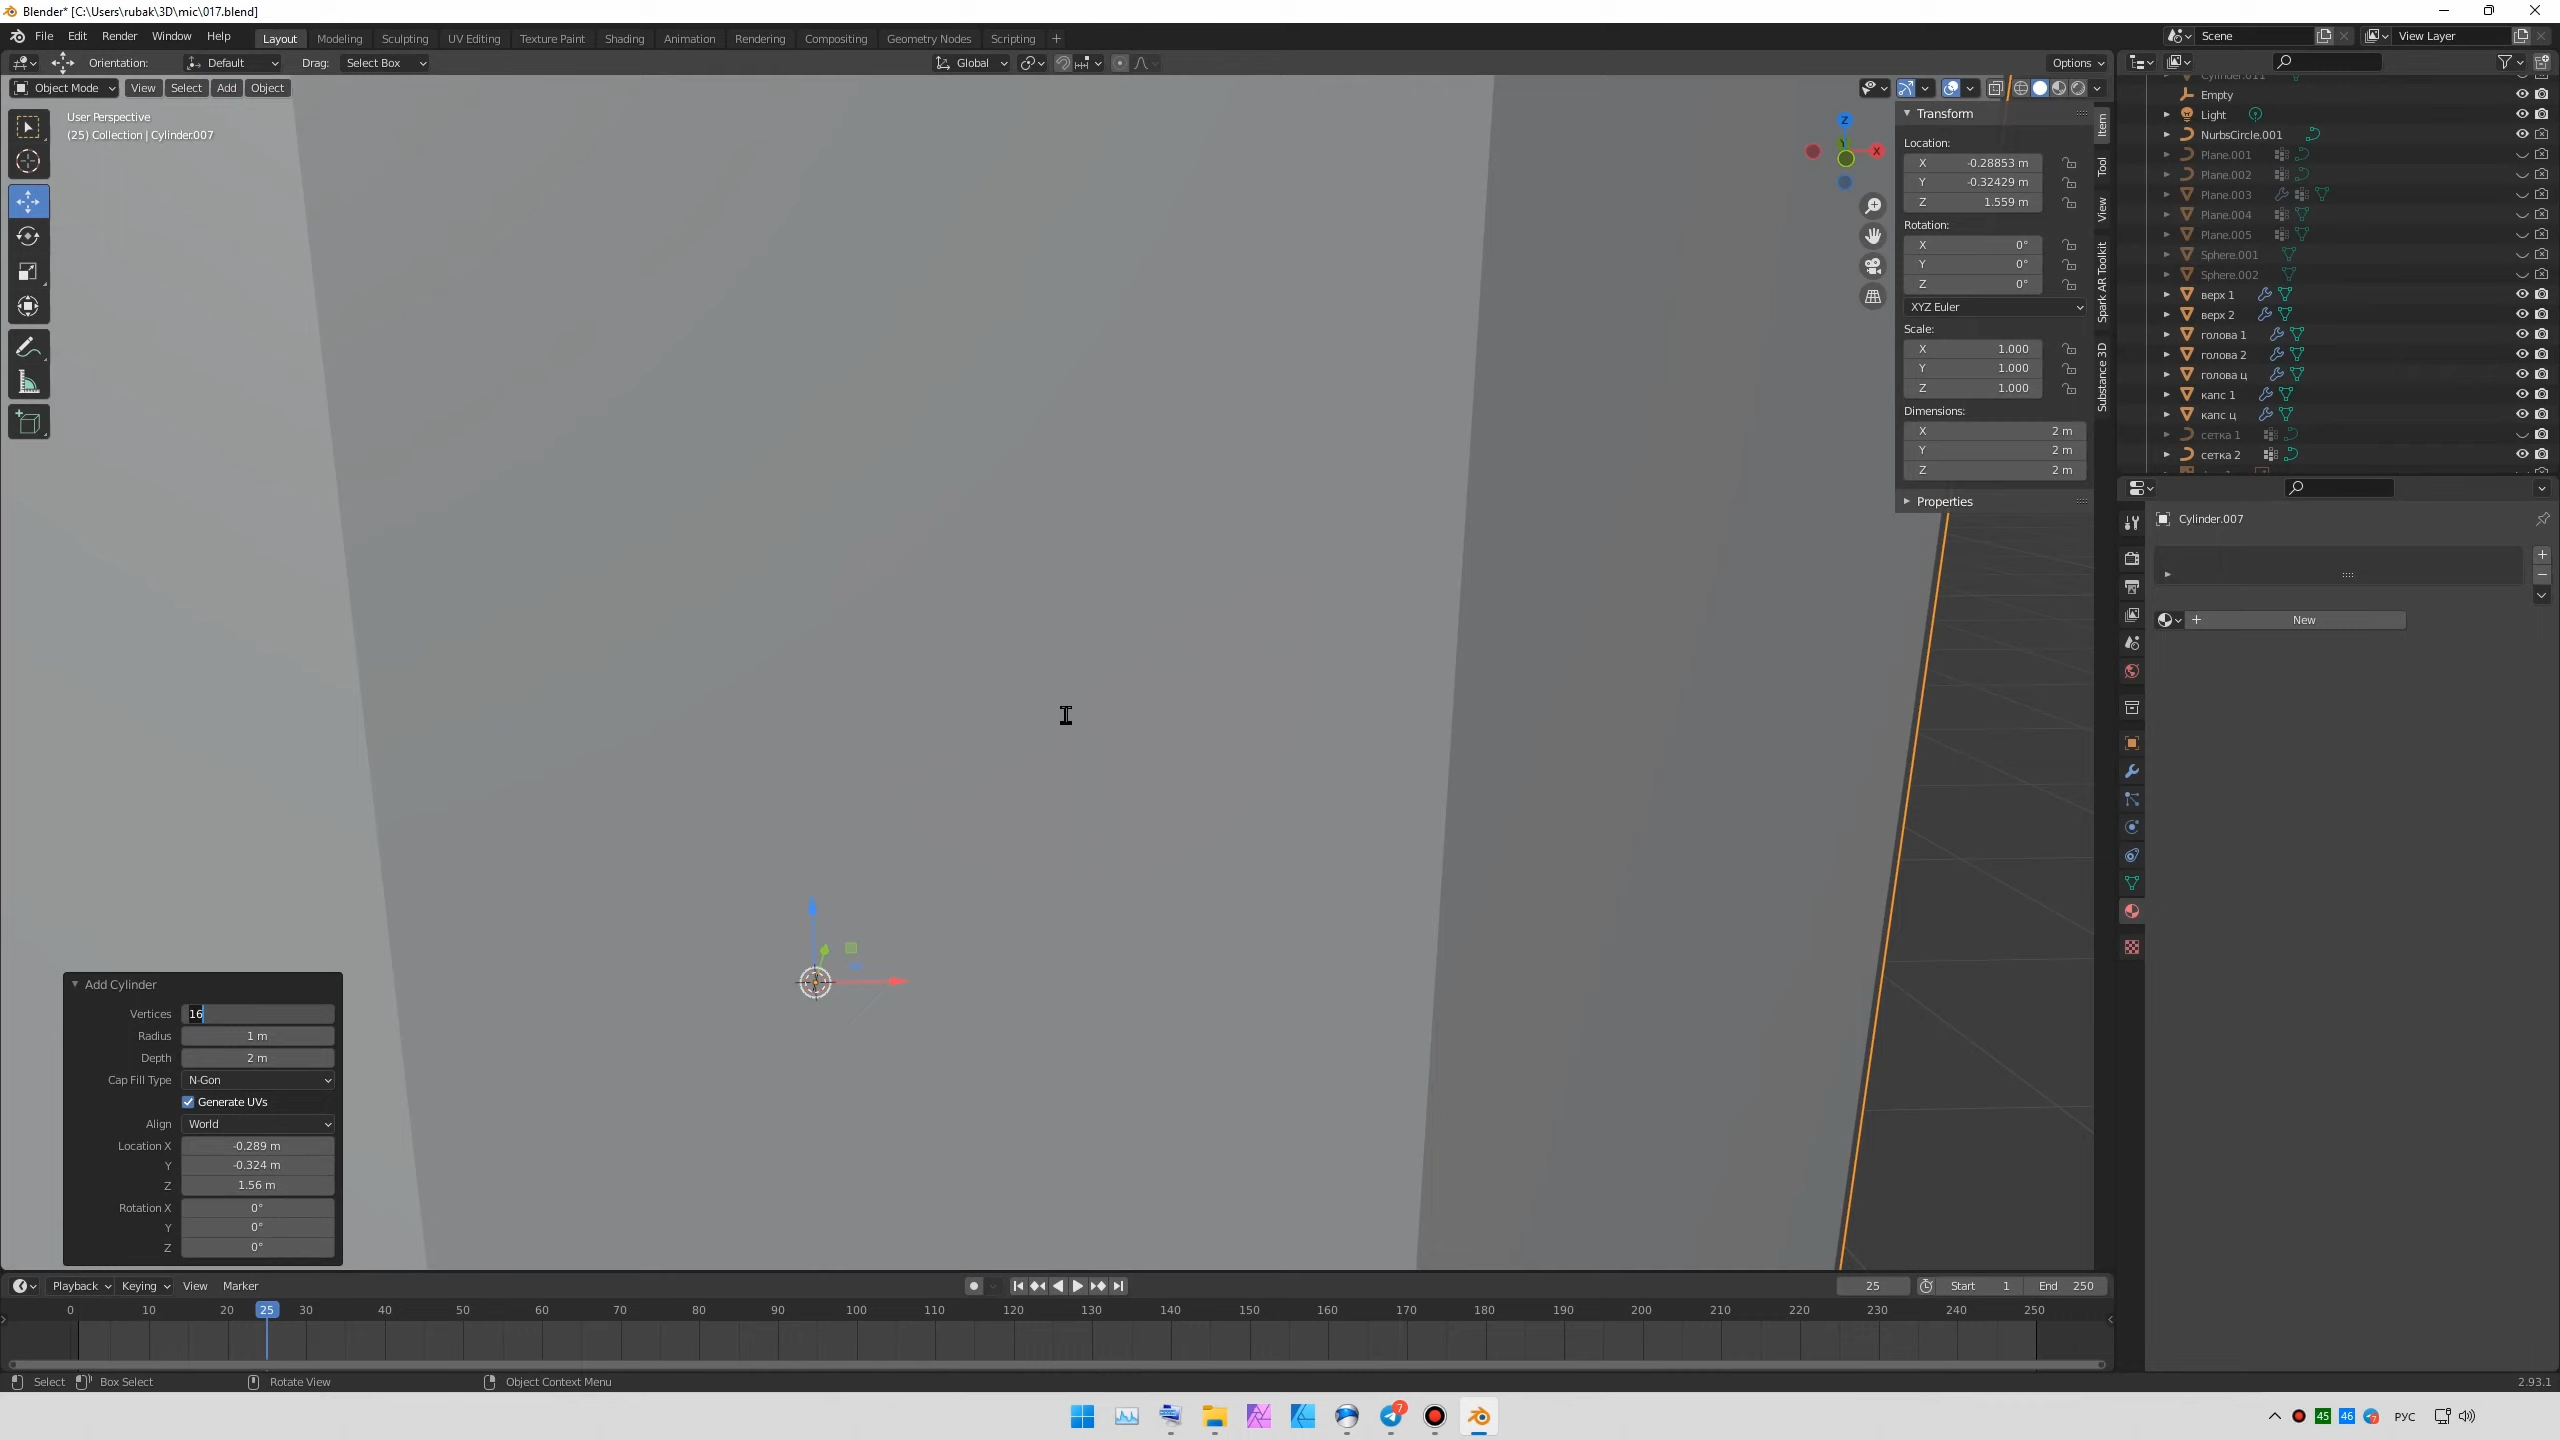 Blender* [C:\Users\rubak\3D\mic\017.blend]
File Edit Render Window Help
Layout Modeling Sculpting UV Editing Texture Paint Shading Animation Rendering Compositing Geometry Nodes Scripting +
Scene
View Layer
Orientation: Default Drag: Select Box
Global
Options
Object Mode View Select Add Object
User Perspective
(25) Collection | Cylinder.007
Z
X
Transform
Location:
X -0.28853 m
Y -0.32429 m
Z 1.559 m
Rotation:
X 0°
Y 0°
Z 0°
XYZ Euler
Scale:
X 1.000
Y 1.000
Z 1.000
Dimensions:
X 2 m
Y 2 m
Z 2 m
Properties
Item
Tool
View
Spark AR Toolkit
Substance 3D
Cylinder.011
Empty
Light
NurbsCircle.001
Plane.001
Plane.002
Plane.003
Plane.004
Plane.005
Sphere.001
Sphere.002
верх 1
верх 2
голова 1
голова 2
голова ц
капс 1
капс ц
сетка 1
сетка 2
Cylinder.007
New
Add Cylinder
Vertices 16
Radius 1 m
Depth 2 m
Cap Fill Type N-Gon
Generate UVs
Align World
Location X -0.289 m
Y -0.324 m
Z 1.56 m
Rotation X 0°
Y 0°
Z 0°
Playback Keying View Marker
25 Start 1 End 250
0 10 20 25 30 40 50 60 70 80 90 100 110 120 130 140 150 160 170 180 190 200 210 220 230 240 250
Select Box Select Rotate View Object Context Menu
2.93.1
7
45 46 7 РУС